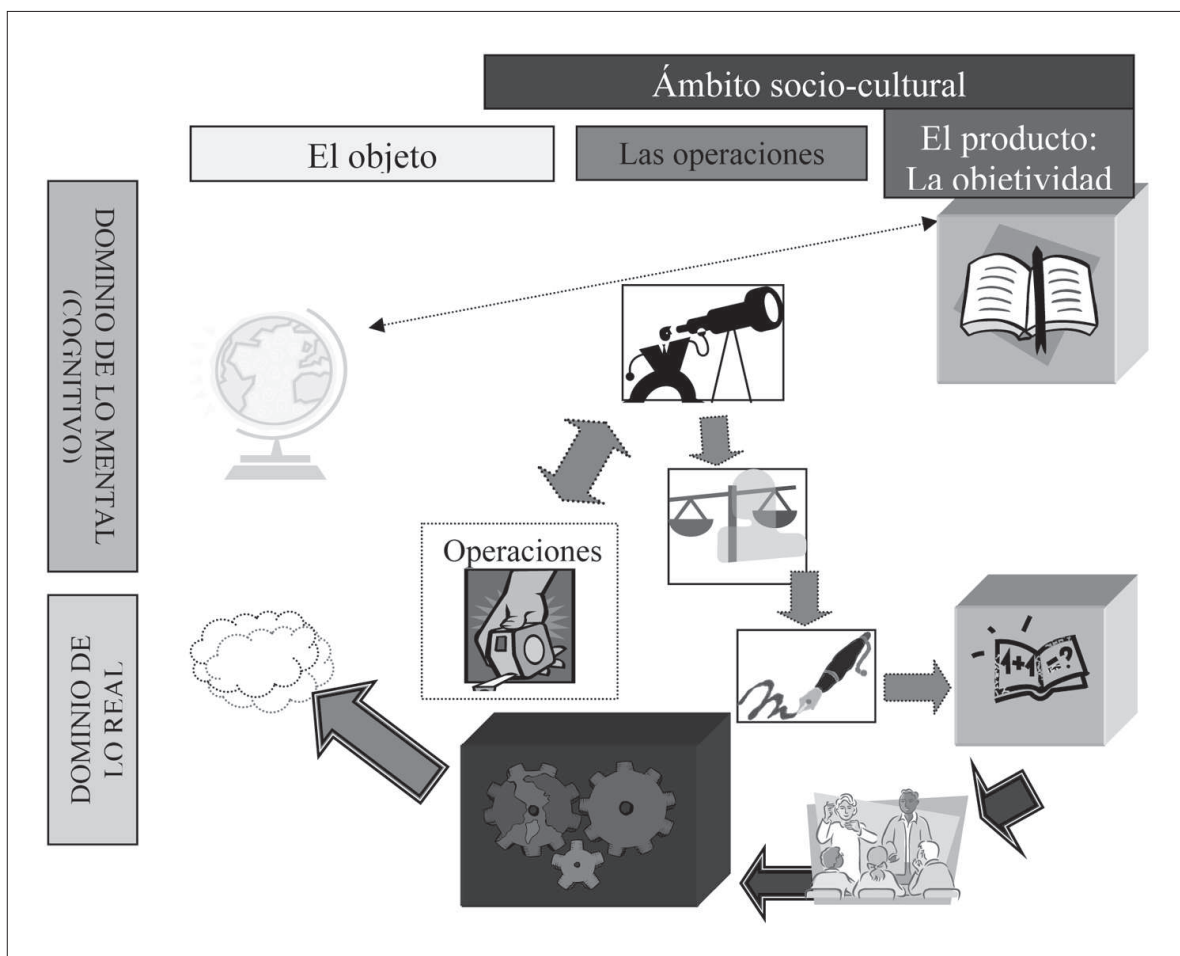 Ámbito socio-cultural
El objeto
Las operaciones
El producto:
La objetividad
DOMINIO DE LO MENTAL
(COGNITIVO)
Operaciones
DOMINIO DE
LO REAL
1+1
=?